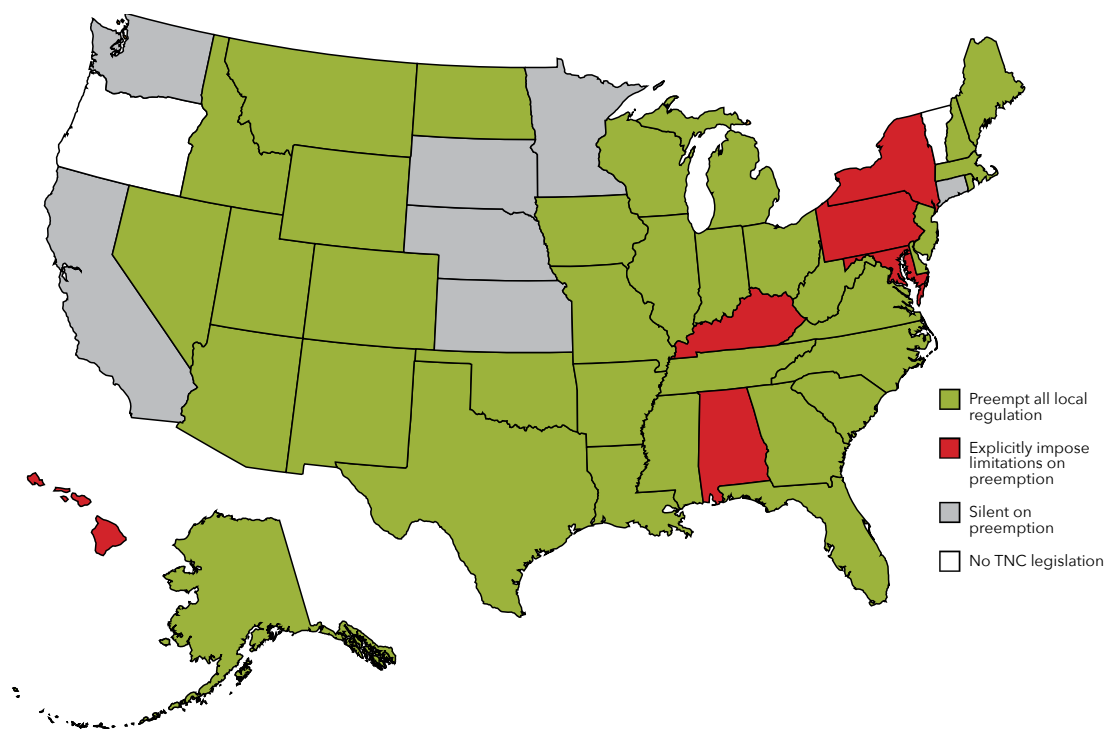 Preempt all local
regulation
Explicitly impose
limitations on
preemption
Silent on
preemption
No TNC legislation